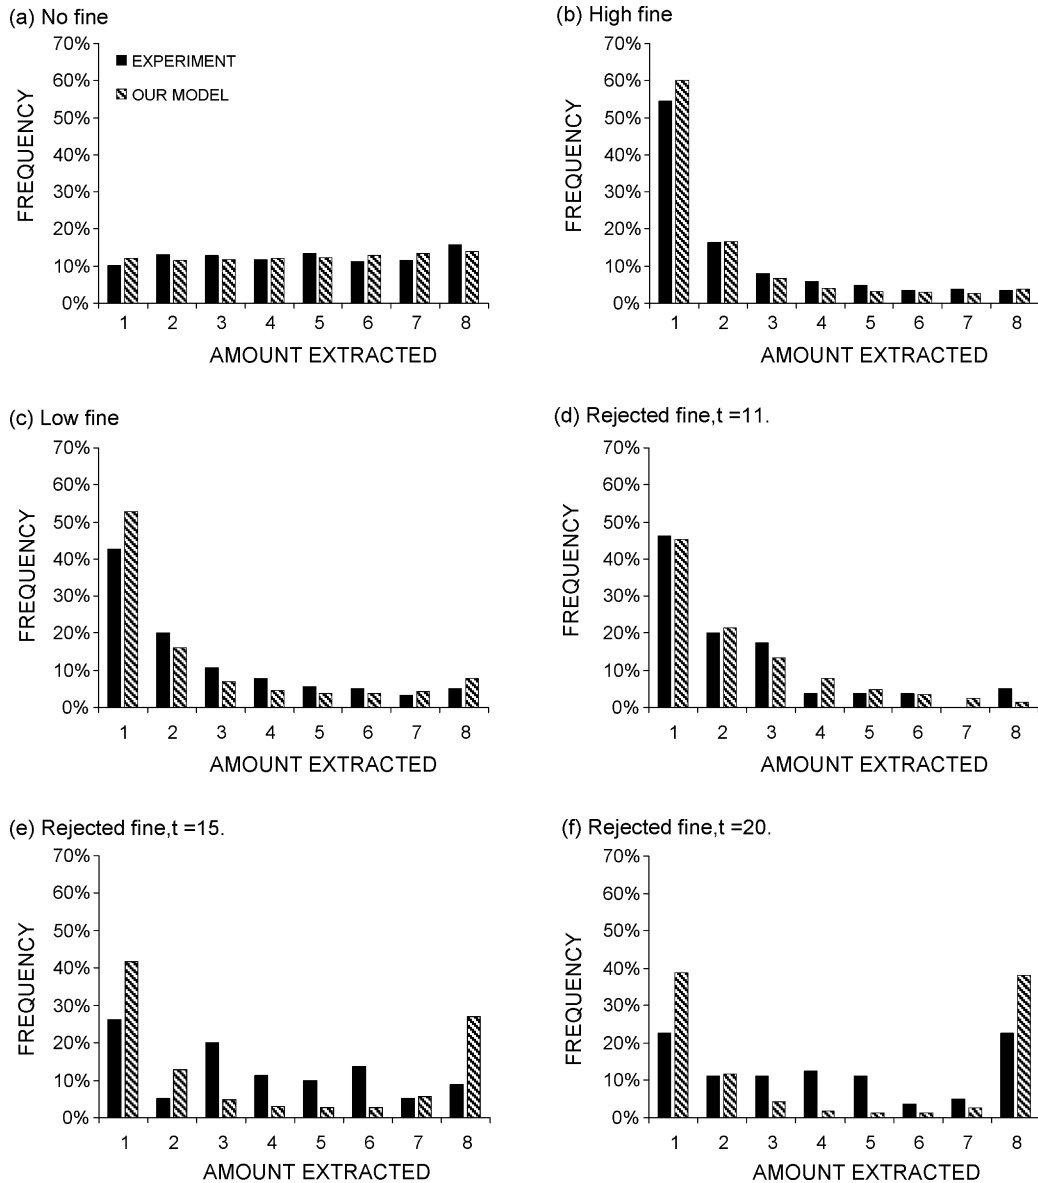 (a) No fine
70%
60%
50%
40%
30%
20%
10%
0%
FREQUENCY
EXPERIMENT
OUR MODEL
1 2 3 4 5 6 7 8
AMOUNT EXTRACTED
(b) High fine
70%
60%
50%
40%
30%
20%
10%
0%
FREQUENCY
1 2 3 4 5 6 7 8
AMOUNT EXTRACTED
(c) Low fine
70%
60%
50%
40%
30%
20%
10%
0%
FREQUENCY
1 2 3 4 5 6 7 8
AMOUNT EXTRACTED
(d) Rejected fine,t =11.
70%
60%
50%
40%
30%
20%
10%
0%
FREQUENCY
1 2 3 4 5 6 7 8
AMOUNT EXTRACTED
(e) Rejected fine,t =15.
70%
60%
50%
40%
30%
20%
10%
0%
FREQUENCY
1 2 3 4 5 6 7 8
AMOUNT EXTRACTED
(f) Rejected fine,t =20.
70%
60%
50%
40%
30%
20%
10%
0%
FREQUENCY
1 2 3 4 5 6 7 8
AMOUNT EXTRACTED